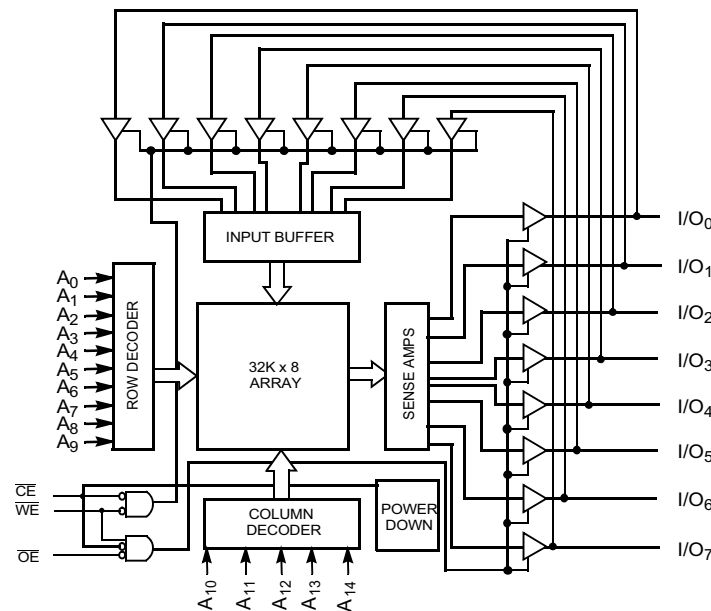 INPUT BUFFER
I/O0
I/O1
I/O2
I/O3
I/O4
I/O5
I/O6
I/O7
A0
A1
A2
A3
A4
A5
A6
A7
A8
A9
ROW DECODER
32K x 8
ARRAY
SENSE AMPS
CE
WE
OE
COLUMN
DECODER
POWER
DOWN
A10
A11
A12
A13
A14